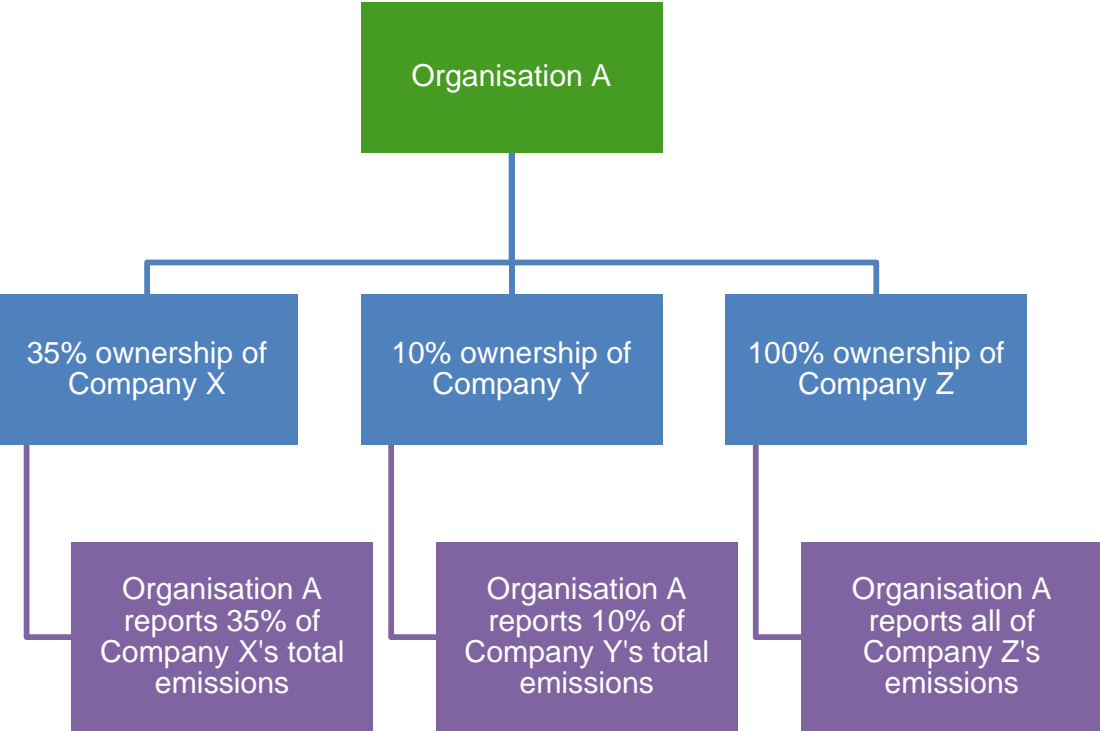 Organisation A
35% ownership of
Company X
10% ownership of
Company Y
100% ownership of
Company Z
Organisation A
reports 35% of
Company X's total
emissions
Organisation A
reports 10% of
Company Y's total
emissions
Organisation A
reports all of
Company Z's
emissions